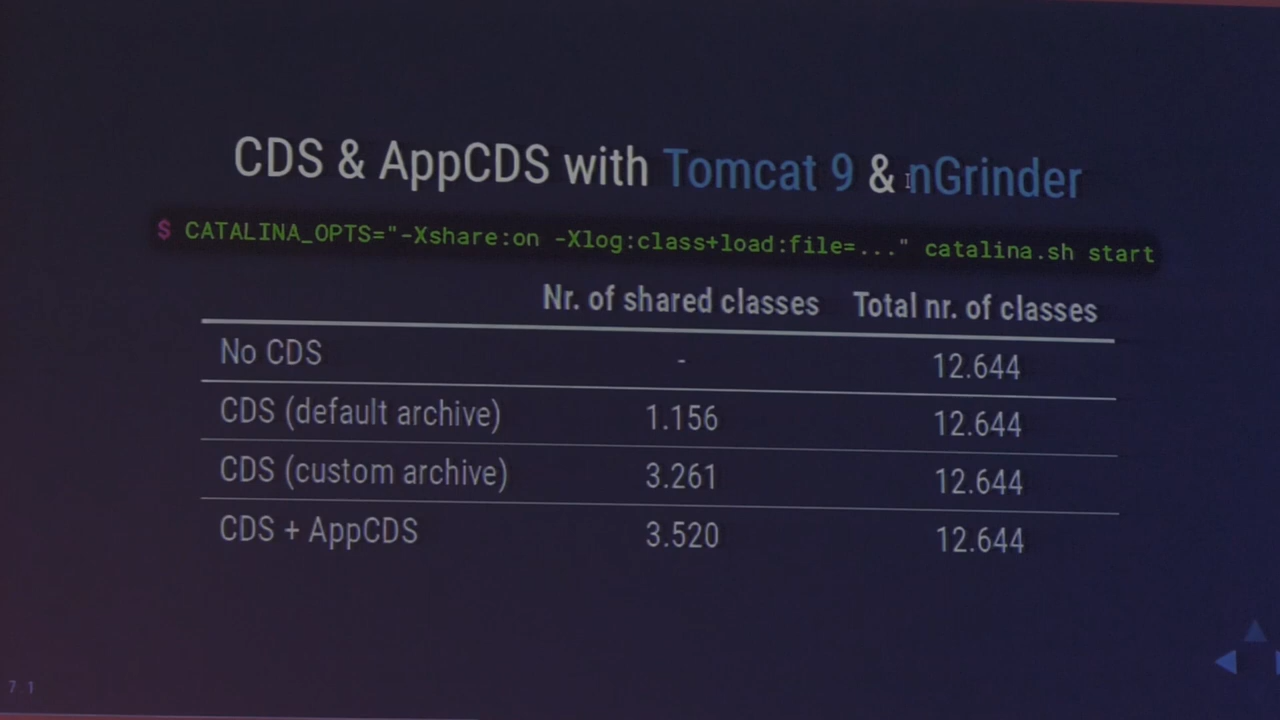 CDS & AppCDS with Tomcat 9 & nGrinder
$ CATALINA_OPTS="-Xshare:on -Xlog:class+load:file=..." catalina.sh start
Nr. of shared classes Total nr. of classes
No CDS - 12.644
CDS (default archive) 1.156 12.644
CDS (custom archive) 3.261 12.644
CDS + AppCDS 3.520 12.644
7 1